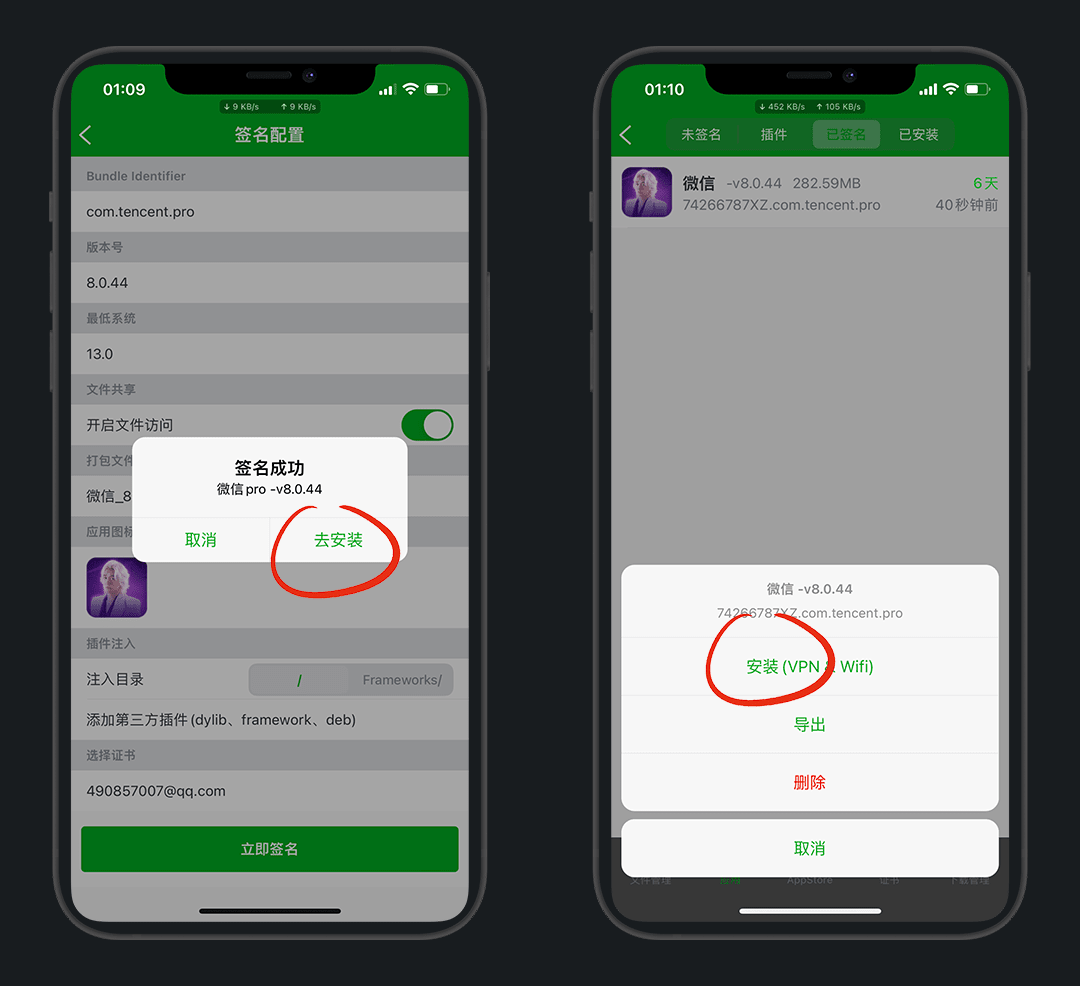 01:09
↓ 9 KB/s ↑ 9 KB/s
签名配置
Bundle Identifier
com.tencent.pro
版本号
8.0.44
最低系统
13.0
文件共享
开启文件访问
打包文件
签名成功
微信pro -v8.0.44
微信_8
应用图标
取消 去安装
插件注入
注入目录 / Frameworks/
添加第三方插件(dylib、framework、deb)
选择证书
490857007@qq.com
立即签名
01:10
↓ 452 KB/s ↑ 105 KB/s
未签名 插件 已签名 已安装
微信 -v8.0.44 282.59MB 6天
74266787XZ.com.tencent.pro 40秒钟前
微信 -v8.0.44
74266787XZ.com.tencent.pro
安装 (VPN & Wifi)
导出
删除
取消
文件管理 AppStore 证书 下载管理